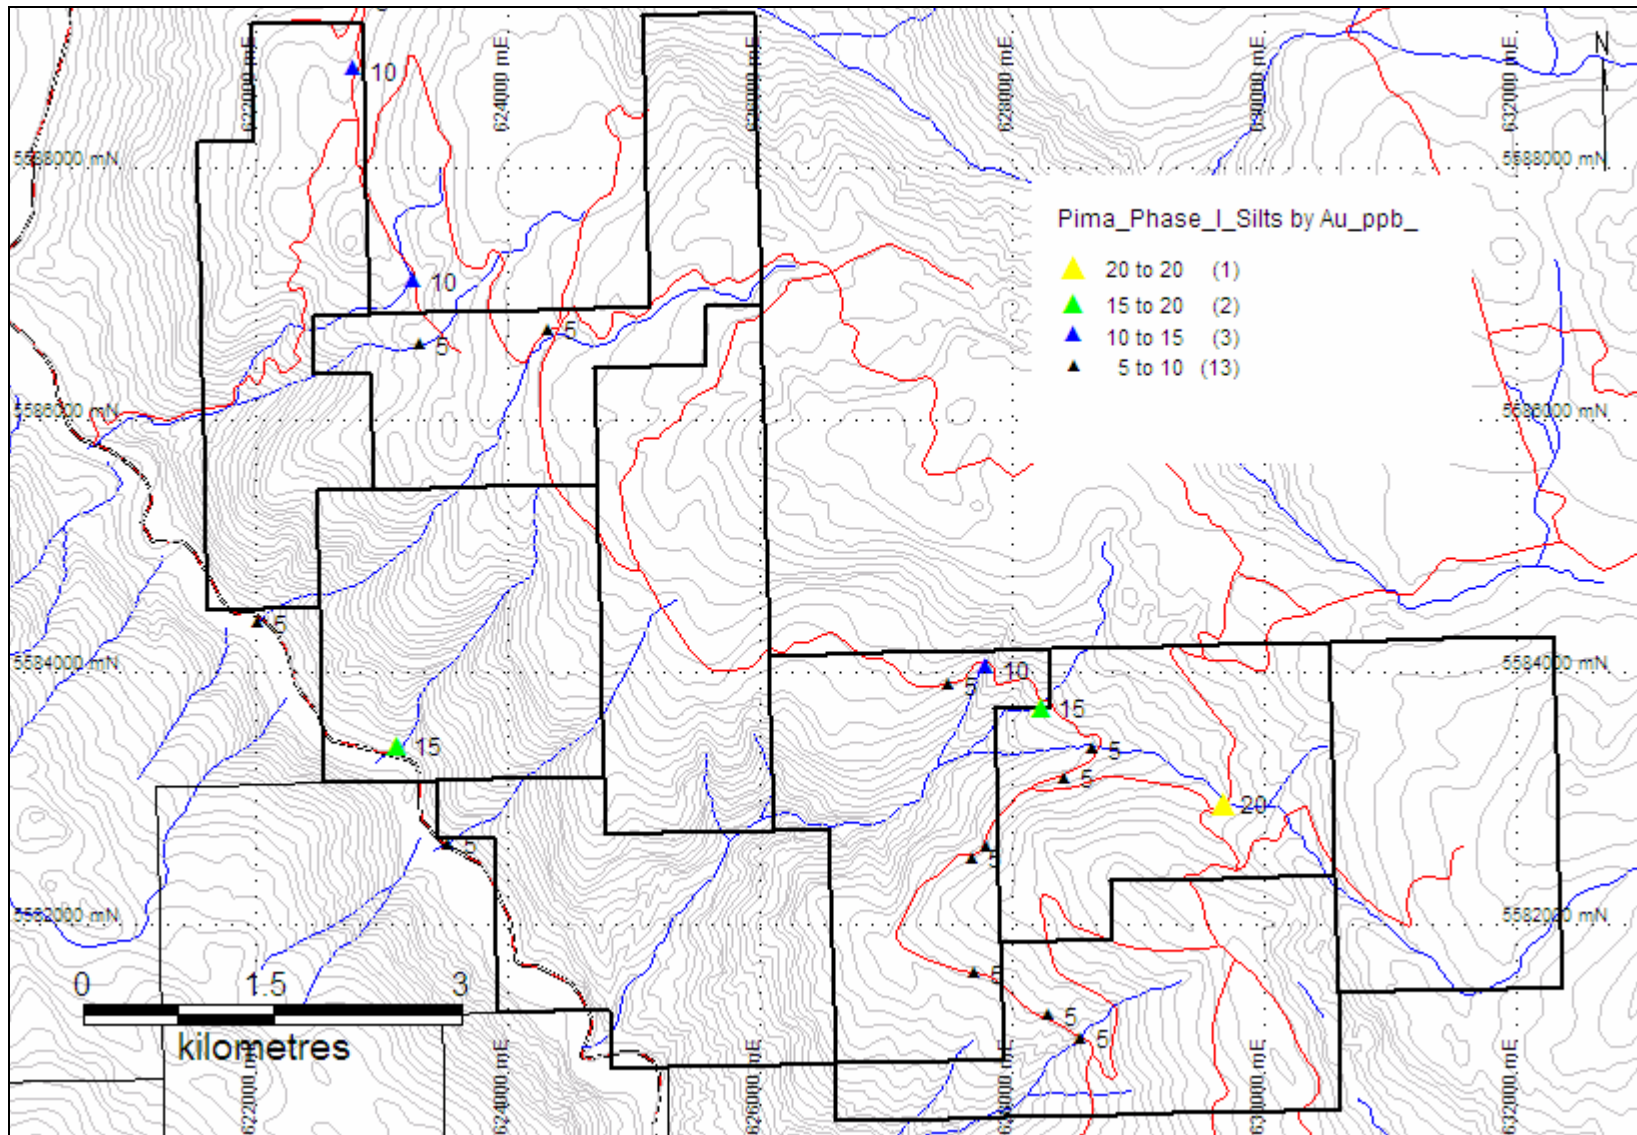 622000 mE
624000 mE
626000 mE
628000 mE
630000 mE
632000 mE
N
10
5588000 mN
5588000 mN
Pima_Phase_I_Silts by Au_ppb_
20 to 20 (1)
15 to 20 (2)
10 to 15 (3)
5 to 10 (13)
10
5
5
5586000 mN
5586000 mN
5
5584000 mN
5584000 mN
10
5
15
15
5
5
20
5
5
5582000 mN
5582000 mN
5
5
5
0 1.5 3
kilometres
622000 mE
624000 mE
626000 mE
628000 mE
630000 mE
632000 mE